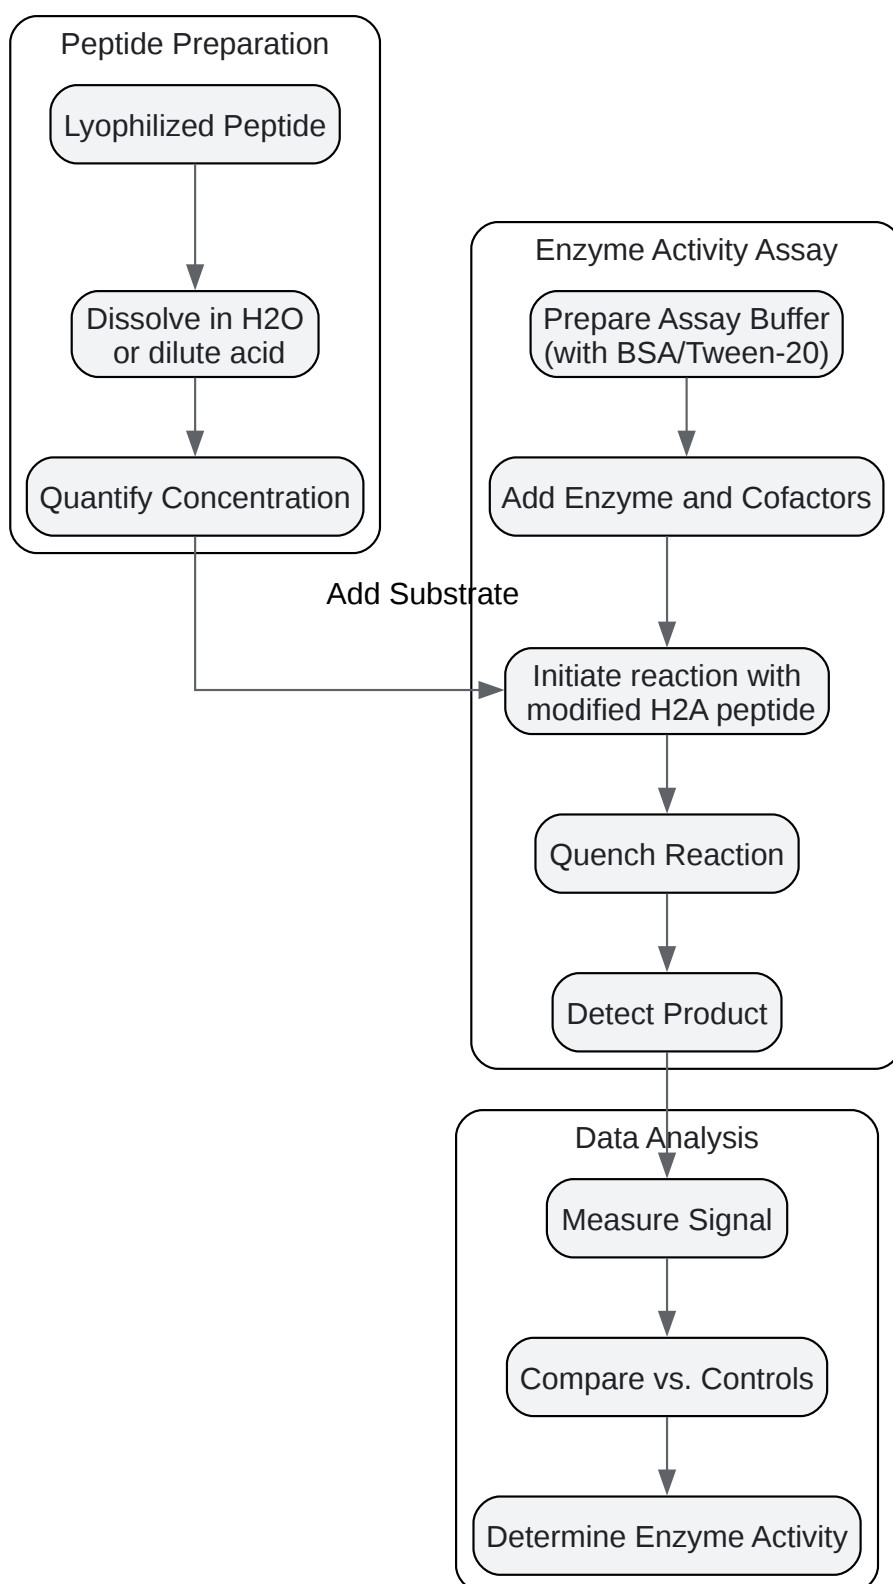 Peptide Preparation
Lyophilized Peptide
Dissolve in H2O
or dilute acid
Quantify Concentration
Add Substrate
Enzyme Activity Assay
Prepare Assay Buffer
(with BSA/Tween-20)
Add Enzyme and Cofactors
Initiate reaction with
modified H2A peptide
Quench Reaction
Detect Product
Data Analysis
Measure Signal
Compare vs. Controls
Determine Enzyme Activity